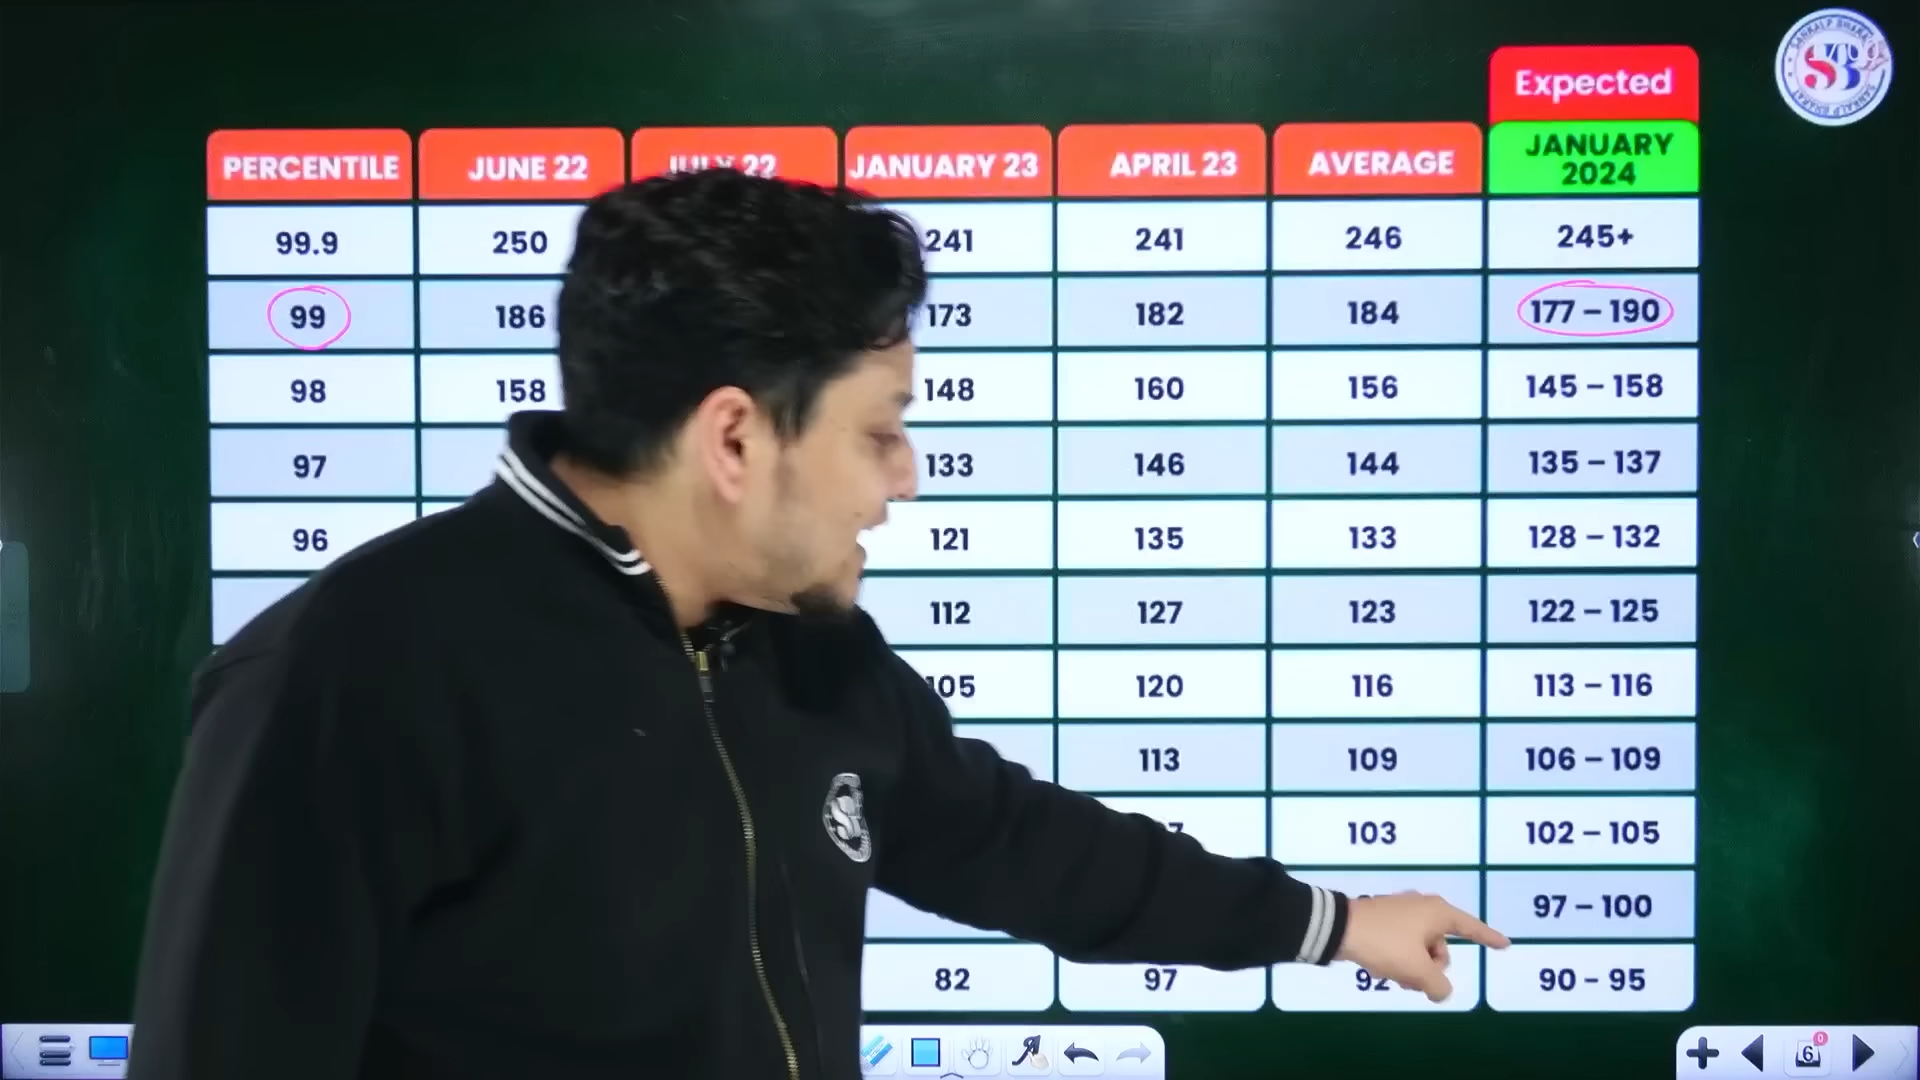 Expected
PERCENTILE JUNE 22 JULY 22 JANUARY 23 APRIL 23 AVERAGE JANUARY 2024
99.9 250 241 241 246 245+
99 186 173 182 184 177 – 190
98 158 148 160 156 145 – 158
97 133 146 144 135 – 137
96 121 135 133 128 – 132
112 127 123 122 – 125
105 120 116 113 – 116
113 109 106 – 109
103 102 – 105
97 – 100
82 97 92 90 – 95
6
0